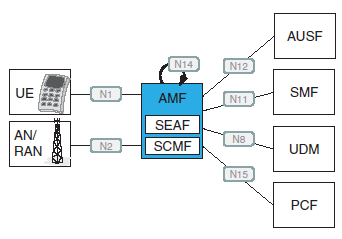 N14
N12
AUSF
UE
N1
AMF
N11
SMF
SEAF
AN/
RAN
N2
SCMF
N8
UDM
N15
PCF